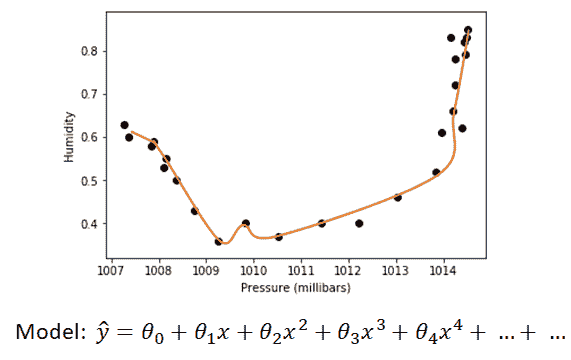 0.8
0.7
0.6
0.5
0.4
Humidity
1007 1008 1009 1010 1011 1012 1013 1014
Pressure (millibars)
Model: ŷ = θ₀ + θ₁x + θ₂x² + θ₃x³ + θ₄x⁴ + … + …